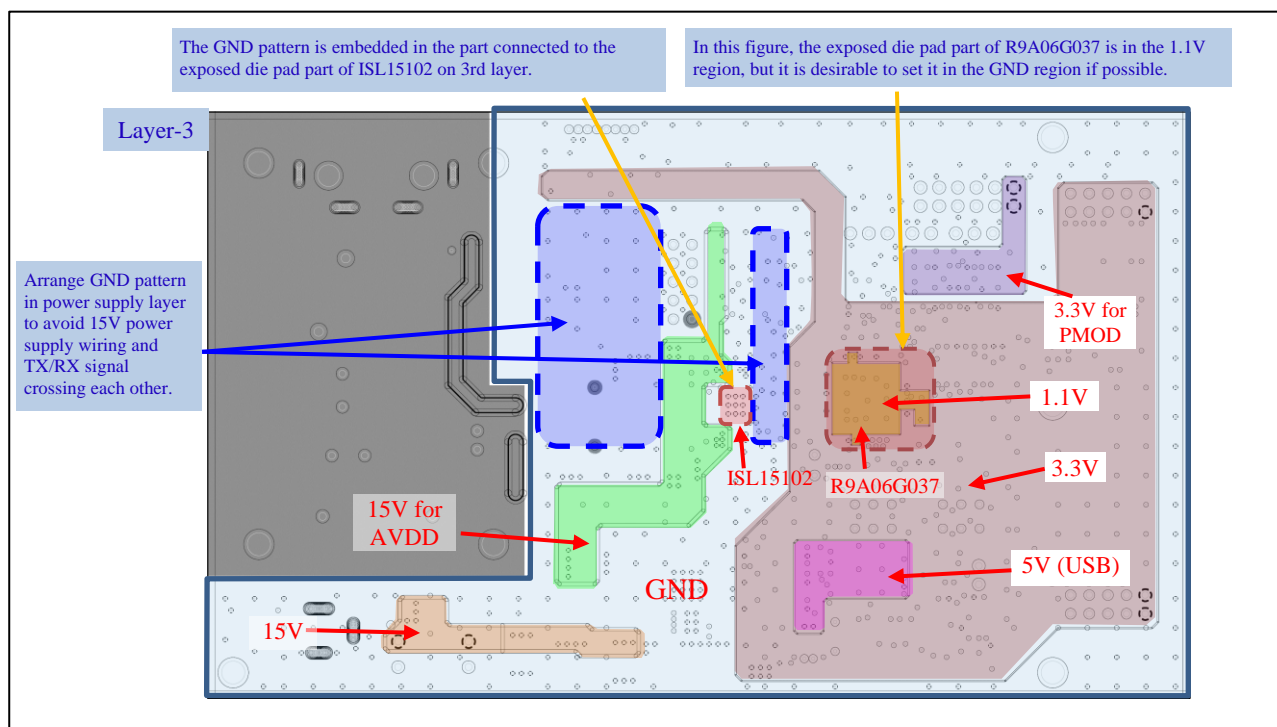 The GND pattern is embedded in the part connected to the
exposed die pad part of ISL15102 on 3rd layer.
In this figure, the exposed die pad part of R9A06G037 is in the 1.1V
region, but it is desirable to set it in the GND region if possible.
Layer-3
Arrange GND pattern
in power supply layer
to avoid 15V power
supply wiring and
TX/RX signal
crossing each other.
3.3V for
PMOD
1.1V
ISL15102
R9A06G037
3.3V
15V for
AVDD
5V (USB)
GND
15V